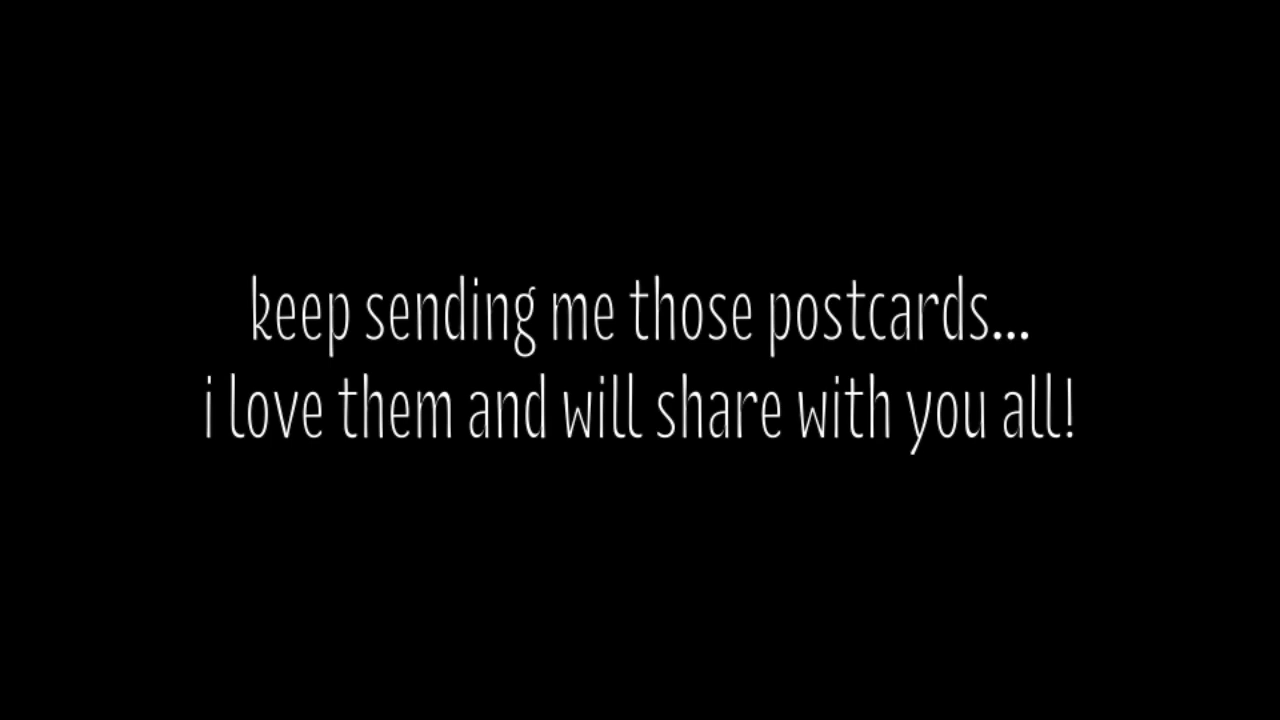 keep sending me those postcards...
i love them and will share with you all!